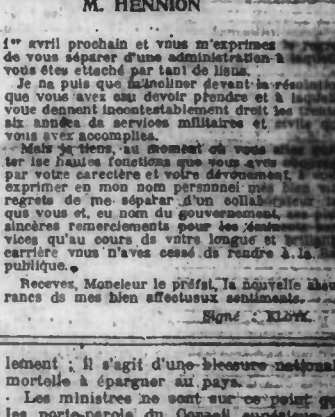 M. HENNION
1er avril prochain et vous m'exprimez
de vous séparer d'une administration à
vous êtes attaché par tant de liens.
Je ne puis que m'incliner devant la
que vous avez cru devoir prendre et à
vous donnent incontestablement droit les
six années de services militaires et
vous avez accomplies.
Mais je tiens, au moment où vous
ter les hautes fonctions que vous avez
par votre caractère et votre dévouement, à
exprimer en mon nom personnel mes
regrets de me séparer d'un collaborateur
que vous et, au nom du gouvernement,
sincères remerciements pour les
vices qu'au cours de votre longue et
carrière vous n'avez cessé de rendre à la
publique.
Recevez, Monsieur le préfet, la nouvelle
rance de mes bien affectueux sentiments.
Signé : KLOTZ.
lement ; il s'agit d'une blessure
mortelle à épargner au pays.
Les ministres ne sont sur ce point
les porte-parole du Conseil